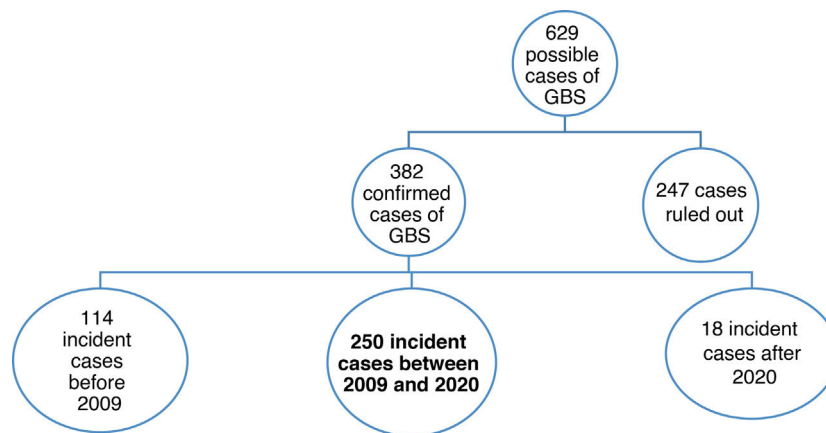 629
possible
cases of
GBS
382
confirmed
cases of
GBS
247 cases
ruled out
114
incident
cases
before
2009
250 incident
cases between
2009 and 2020
18 incident
cases after
2020